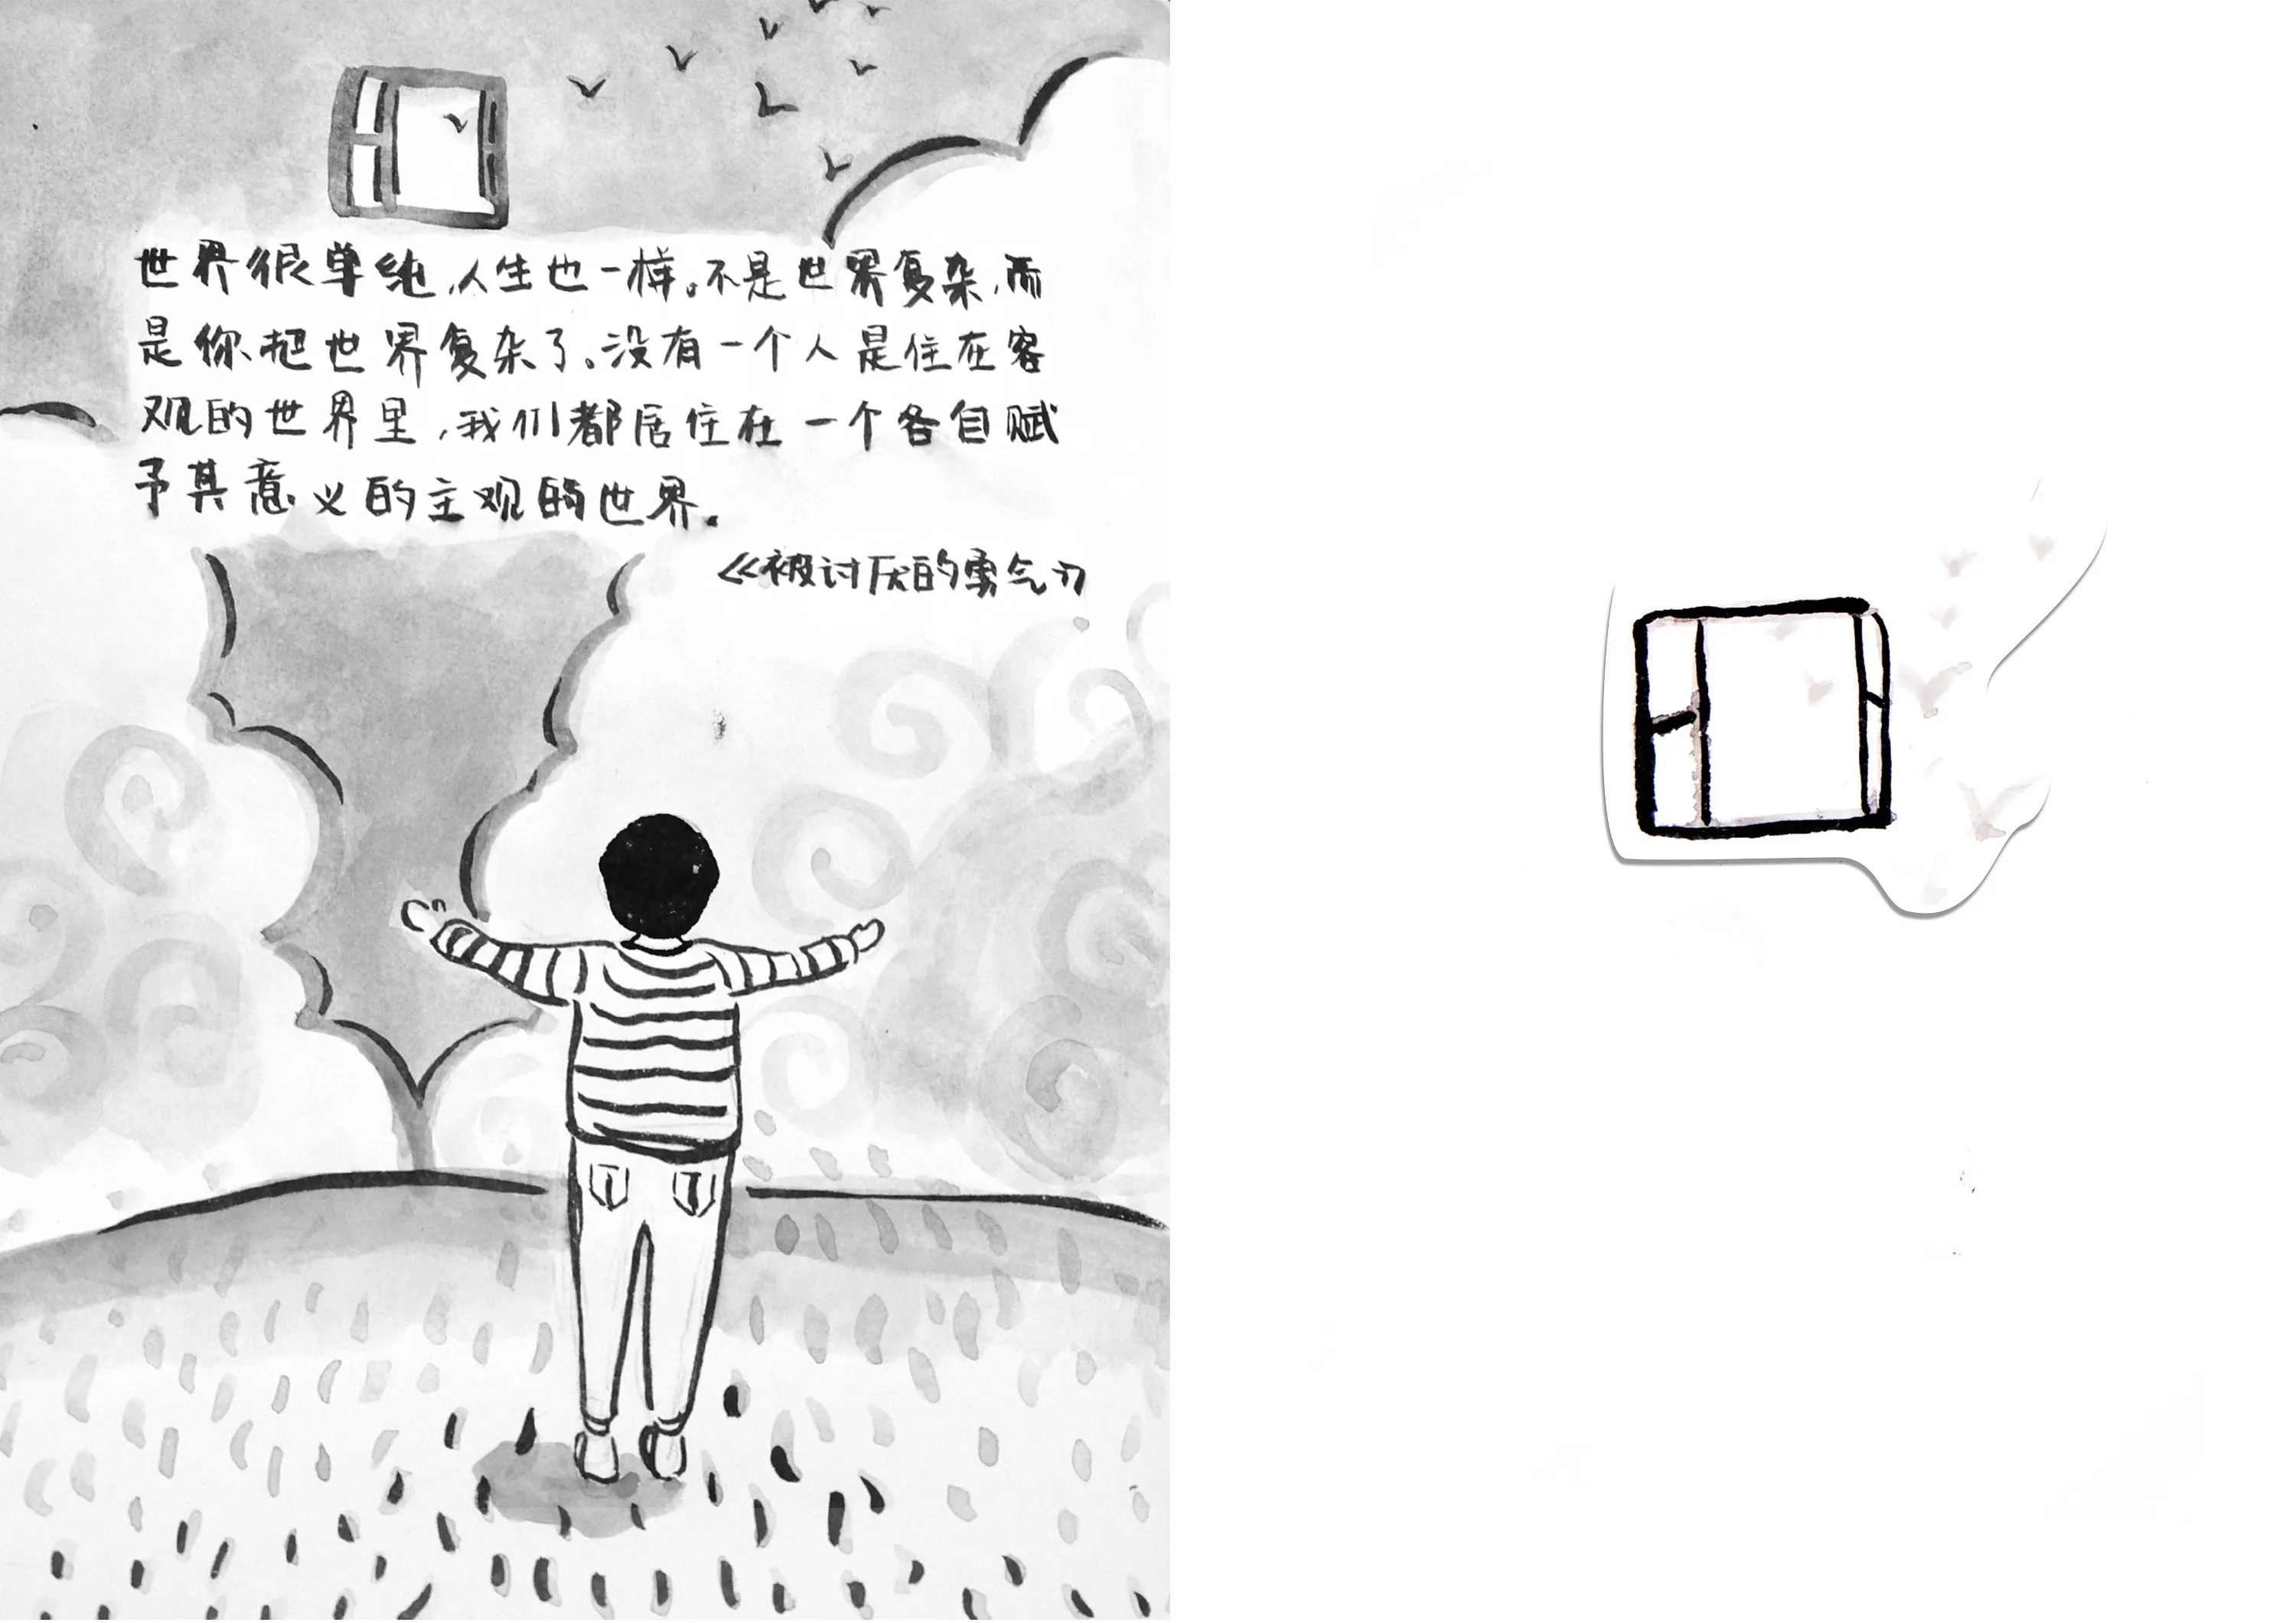 世界很单纯,人生也一样。不是世界复杂,而
是你把世界复杂了。没有一个人是住在客
观的世界里,我们都居住在一个各自赋
予其意义的主观的世界。
《被讨厌的勇气》